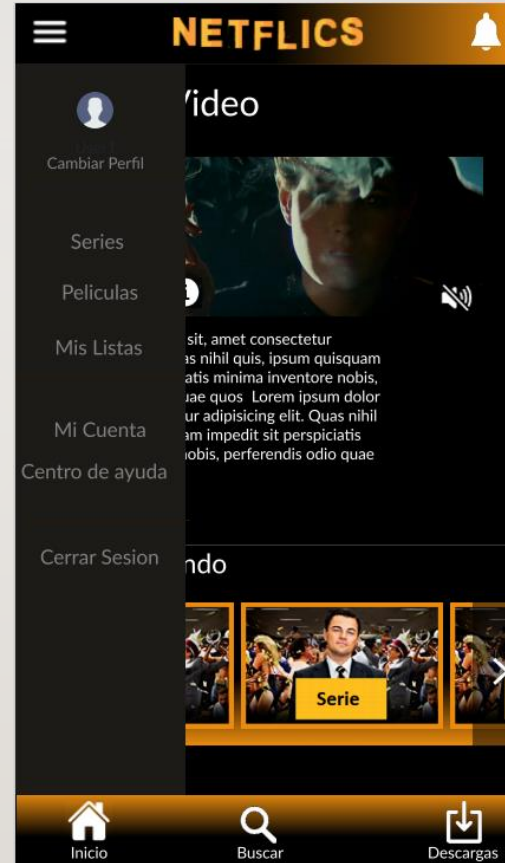 NETFLICS
Video
Cambiar Perfil
Series
Peliculas
Mis Listas
Mi Cuenta
Centro de ayuda
Cerrar Sesion
sit, amet consectetur
as nihil quis, ipsum quisquam
atis minima inventore nobis,
uae quos Lorem ipsum dolor
ur adipisicing elit. Quas nihil
am impedit sit perspiciatis
nobis, perferendis odio quae
ndo
Serie
Inicio
Buscar
Descargas